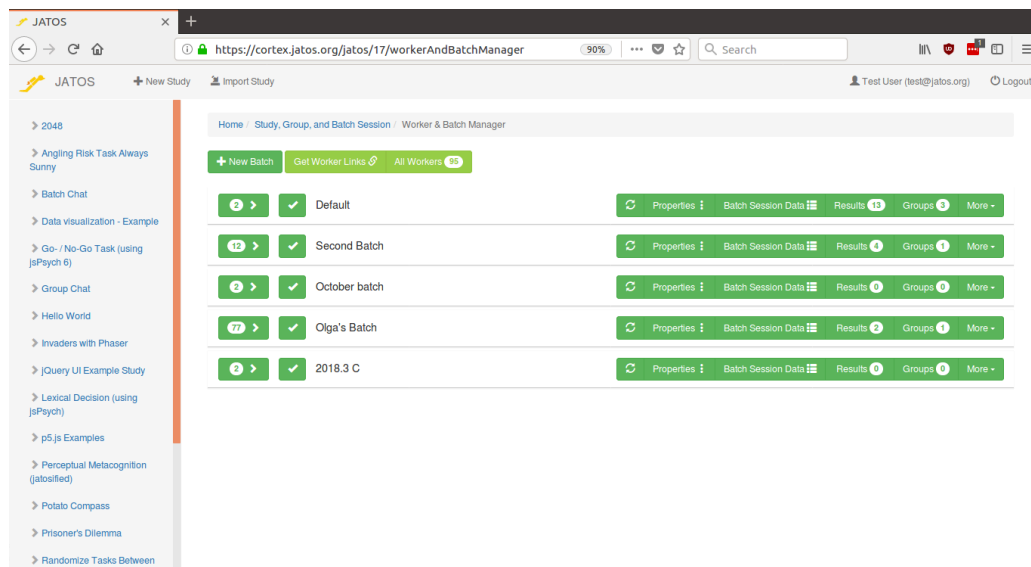 JATOS
https://cortex.jatos.org/jatos/17/workerAndBatchManager
90%
Search
JATOS
New Study
Import Study
Test User (test@jatos.org)
Logout
2048
Angling Risk Task Always
Sunny
Batch Chat
Data visualization - Example
Go- / No-Go Task (using
jsPsych 6)
Group Chat
Hello World
Invaders with Phaser
jQuery UI Example Study
Lexical Decision (using
jsPsych)
p5.js Examples
Perceptual Metacognition
(jatosified)
Potato Compass
Prisoner's Dilemma
Randomize Tasks Between
Home / Study, Group, and Batch Session / Worker & Batch Manager
New Batch Get Worker Links All Workers 95
2 Default Properties Batch Session Data Results 13 Groups 3 More
12 Second Batch Properties Batch Session Data Results 4 Groups 1 More
2 October batch Properties Batch Session Data Results 0 Groups 0 More
77 Olga's Batch Properties Batch Session Data Results 2 Groups 1 More
2 2018.3 C Properties Batch Session Data Results 0 Groups 0 More